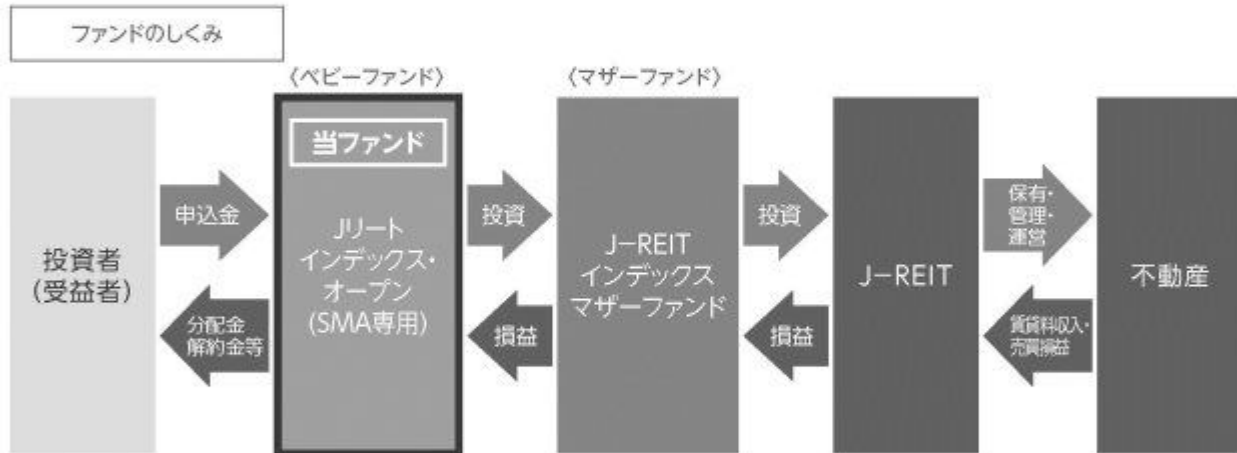 ファンドのしくみ
〈ベビーファンド〉
〈マザーファンド〉
投資者
(受益者)
申込金
分配金
解約金等
当ファンド
Jリート
インデックス・
オープン
(SMA専用)
投資
損益
J-REIT
インデックス
マザーファンド
投資
損益
J-REIT
保有・
管理・
運営
賃貸料収入・
売買損益
不動産